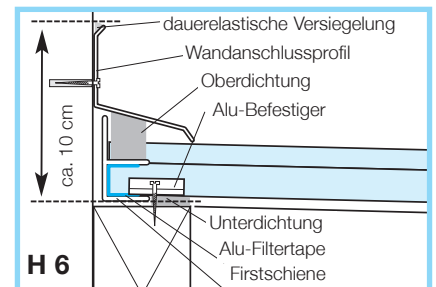 dauerelastische Versiegelung
Wandanschlussprofil
Oberdichtung
Alu-Befestiger
ca. 10 cm
Unterdichtung
Alu-Filtertape
Firstschiene
H 6